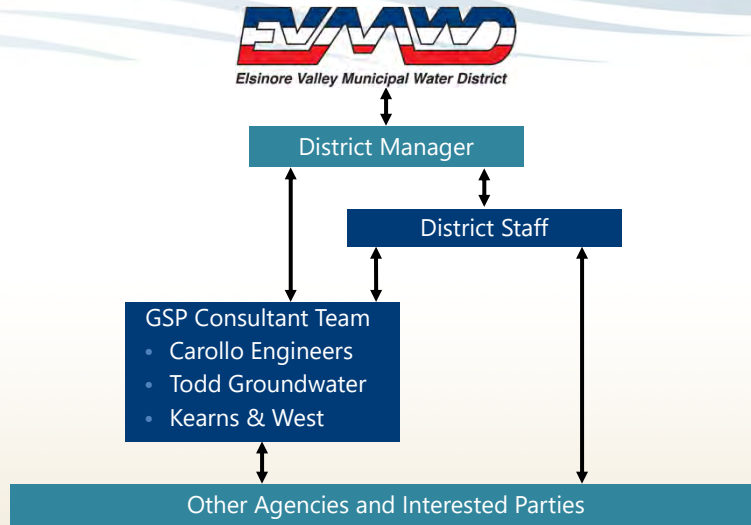 EVMWD
Elsinore Valley Municipal Water District
District Manager
District Staff
GSP Consultant Team
• Carollo Engineers
• Todd Groundwater
• Kearns & West
Other Agencies and Interested Parties